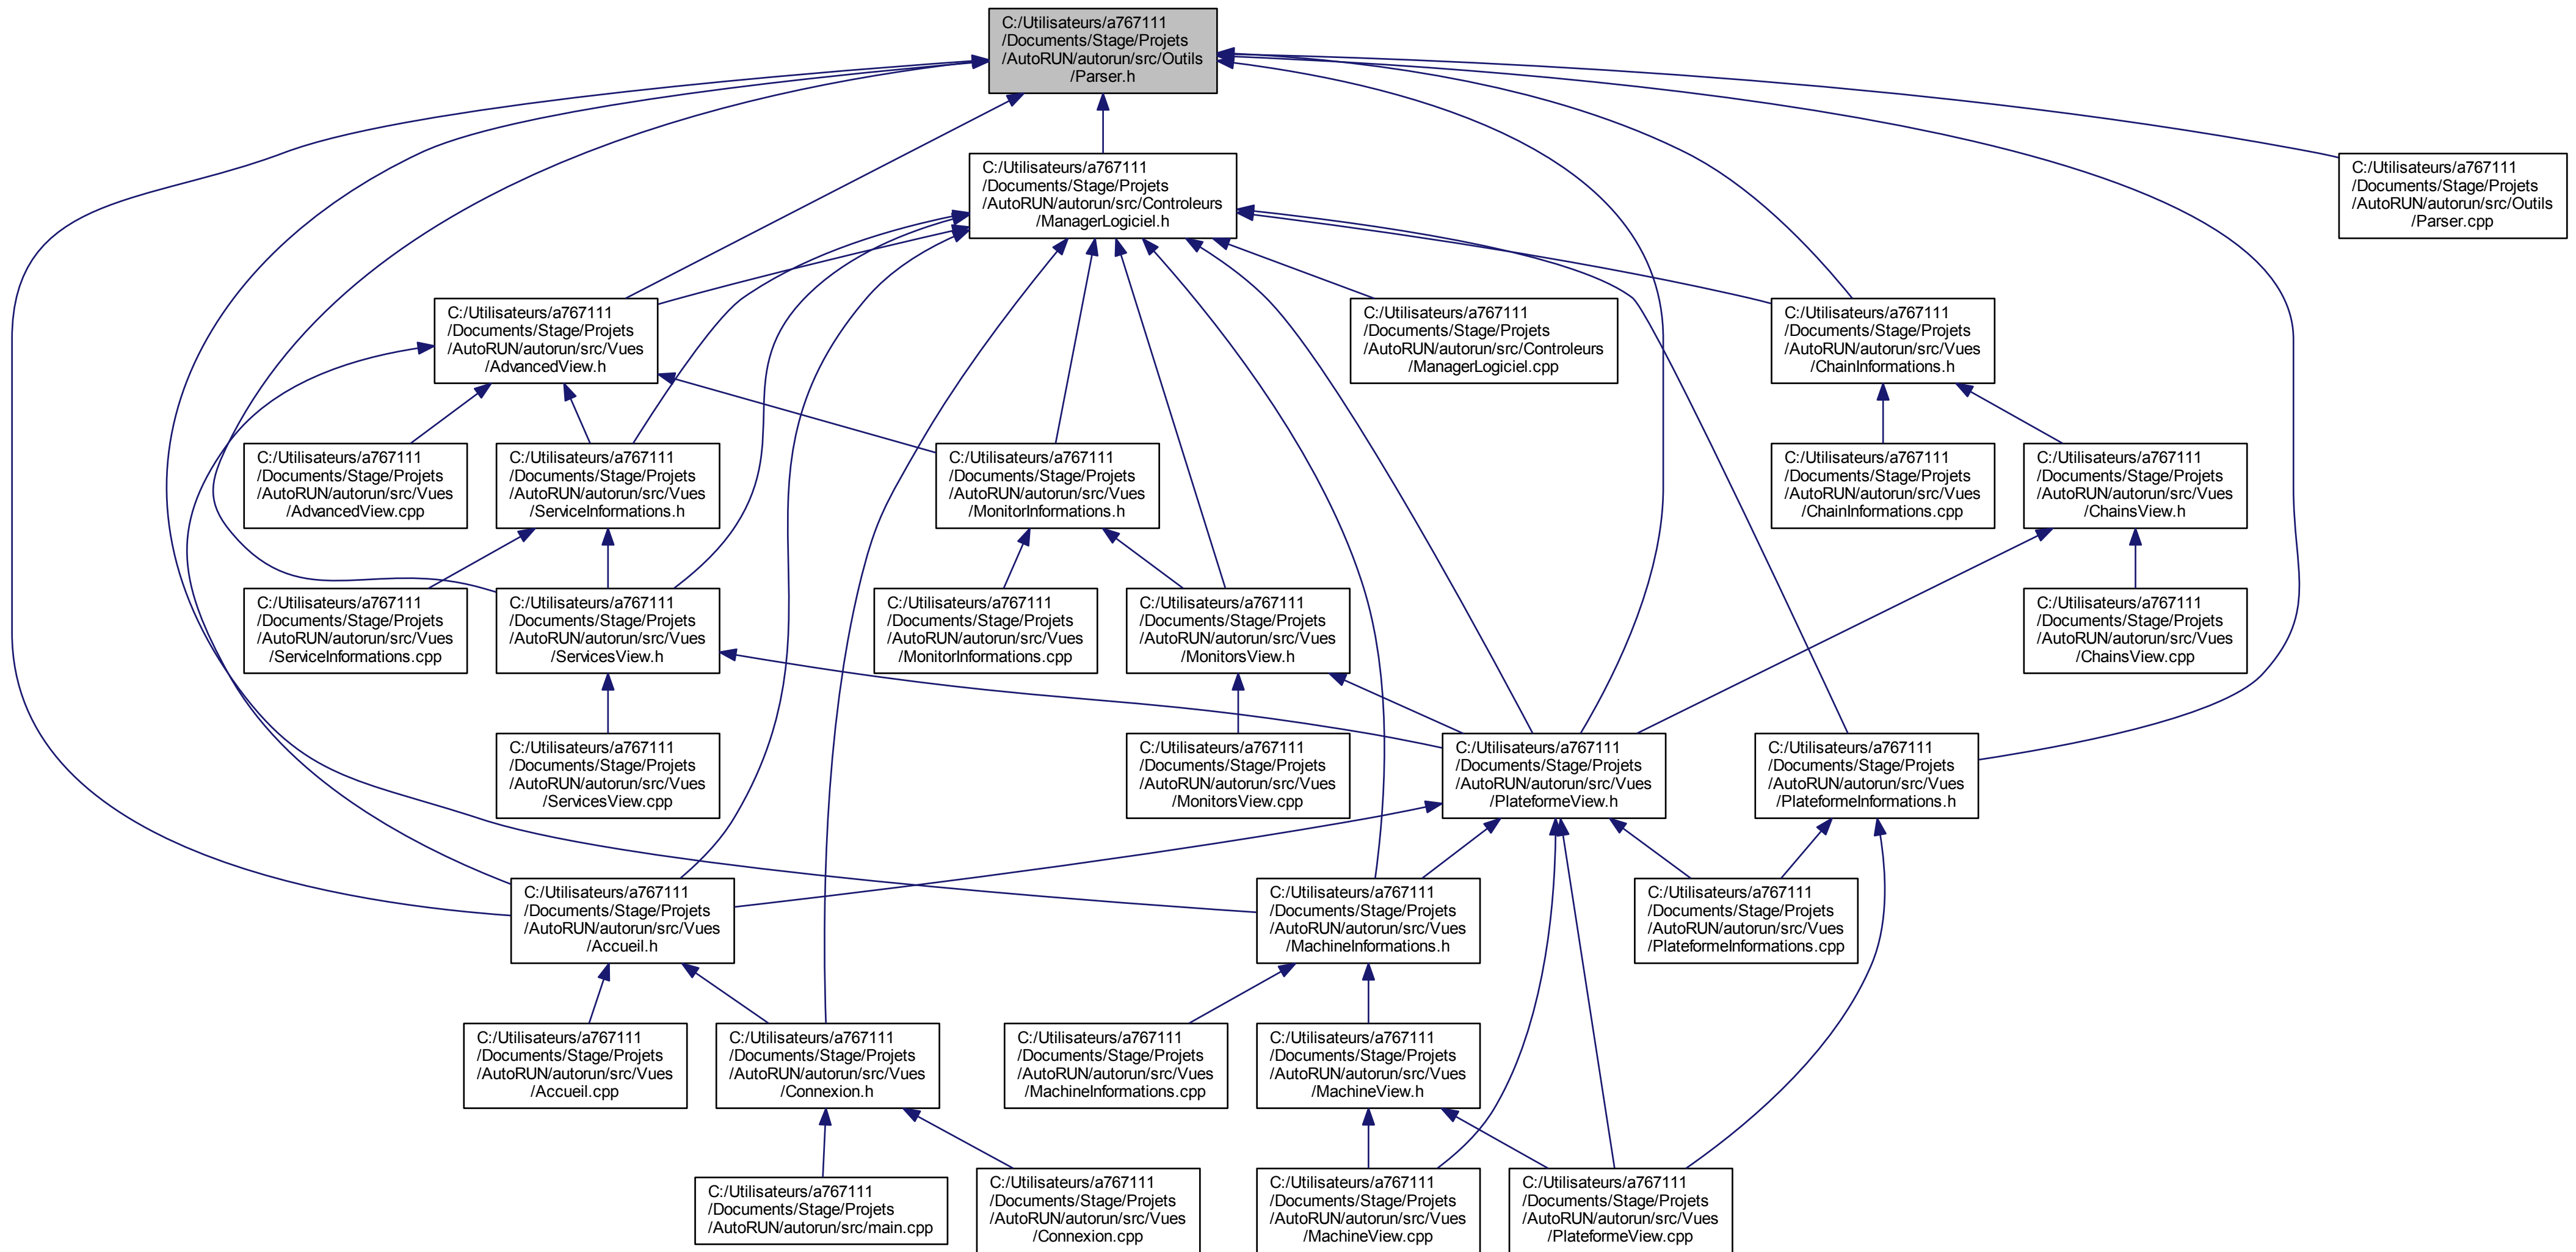 C:/Utilisateurs/a767111
/Documents/Stage/Projets
/AutoRUN/autorun/src/Outils
/Parser.h
C:/Utilisateurs/a767111
/Documents/Stage/Projets
/AutoRUN/autorun/src/Controleurs
/ManagerLogiciel.h
C:/Utilisateurs/a767111
/Documents/Stage/Projets
/AutoRUN/autorun/src/Outils
/Parser.cpp
C:/Utilisateurs/a767111
/Documents/Stage/Projets
/AutoRUN/autorun/src/Vues
/AdvancedView.h
C:/Utilisateurs/a767111
/Documents/Stage/Projets
/AutoRUN/autorun/src/Controleurs
/ManagerLogiciel.cpp
C:/Utilisateurs/a767111
/Documents/Stage/Projets
/AutoRUN/autorun/src/Vues
/ChainInformations.h
C:/Utilisateurs/a767111
/Documents/Stage/Projets
/AutoRUN/autorun/src/Vues
/AdvancedView.cpp
C:/Utilisateurs/a767111
/Documents/Stage/Projets
/AutoRUN/autorun/src/Vues
/ServiceInformations.h
C:/Utilisateurs/a767111
/Documents/Stage/Projets
/AutoRUN/autorun/src/Vues
/MonitorInformations.h
C:/Utilisateurs/a767111
/Documents/Stage/Projets
/AutoRUN/autorun/src/Vues
/ChainInformations.cpp
C:/Utilisateurs/a767111
/Documents/Stage/Projets
/AutoRUN/autorun/src/Vues
/ChainsView.h
C:/Utilisateurs/a767111
/Documents/Stage/Projets
/AutoRUN/autorun/src/Vues
/ServiceInformations.cpp
C:/Utilisateurs/a767111
/Documents/Stage/Projets
/AutoRUN/autorun/src/Vues
/ServicesView.h
C:/Utilisateurs/a767111
/Documents/Stage/Projets
/AutoRUN/autorun/src/Vues
/MonitorInformations.cpp
C:/Utilisateurs/a767111
/Documents/Stage/Projets
/AutoRUN/autorun/src/Vues
/MonitorsView.h
C:/Utilisateurs/a767111
/Documents/Stage/Projets
/AutoRUN/autorun/src/Vues
/ChainsView.cpp
C:/Utilisateurs/a767111
/Documents/Stage/Projets
/AutoRUN/autorun/src/Vues
/ServicesView.cpp
C:/Utilisateurs/a767111
/Documents/Stage/Projets
/AutoRUN/autorun/src/Vues
/MonitorsView.cpp
C:/Utilisateurs/a767111
/Documents/Stage/Projets
/AutoRUN/autorun/src/Vues
/PlateformeView.h
C:/Utilisateurs/a767111
/Documents/Stage/Projets
/AutoRUN/autorun/src/Vues
/PlateformeInformations.h
C:/Utilisateurs/a767111
/Documents/Stage/Projets
/AutoRUN/autorun/src/Vues
/Accueil.h
C:/Utilisateurs/a767111
/Documents/Stage/Projets
/AutoRUN/autorun/src/Vues
/MachineInformations.h
C:/Utilisateurs/a767111
/Documents/Stage/Projets
/AutoRUN/autorun/src/Vues
/PlateformeInformations.cpp
C:/Utilisateurs/a767111
/Documents/Stage/Projets
/AutoRUN/autorun/src/Vues
/Accueil.cpp
C:/Utilisateurs/a767111
/Documents/Stage/Projets
/AutoRUN/autorun/src/Vues
/Connexion.h
C:/Utilisateurs/a767111
/Documents/Stage/Projets
/AutoRUN/autorun/src/Vues
/MachineInformations.cpp
C:/Utilisateurs/a767111
/Documents/Stage/Projets
/AutoRUN/autorun/src/Vues
/MachineView.h
C:/Utilisateurs/a767111
/Documents/Stage/Projets
/AutoRUN/autorun/src/main.cpp
C:/Utilisateurs/a767111
/Documents/Stage/Projets
/AutoRUN/autorun/src/Vues
/Connexion.cpp
C:/Utilisateurs/a767111
/Documents/Stage/Projets
/AutoRUN/autorun/src/Vues
/MachineView.cpp
C:/Utilisateurs/a767111
/Documents/Stage/Projets
/AutoRUN/autorun/src/Vues
/PlateformeView.cpp